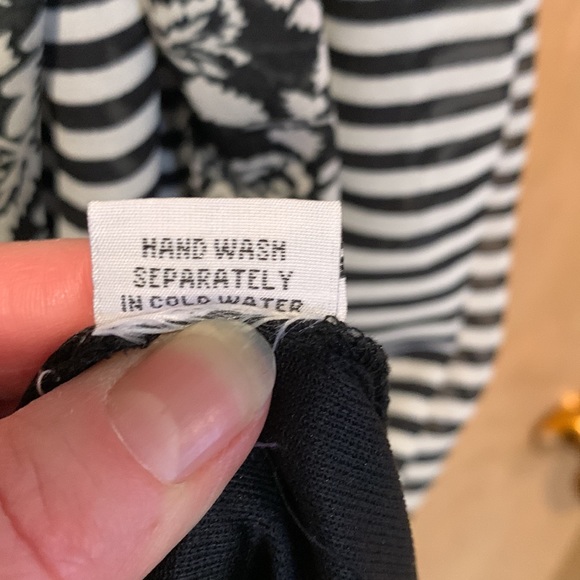 HAND WASH
SEPARATELY
IN COLD WATER